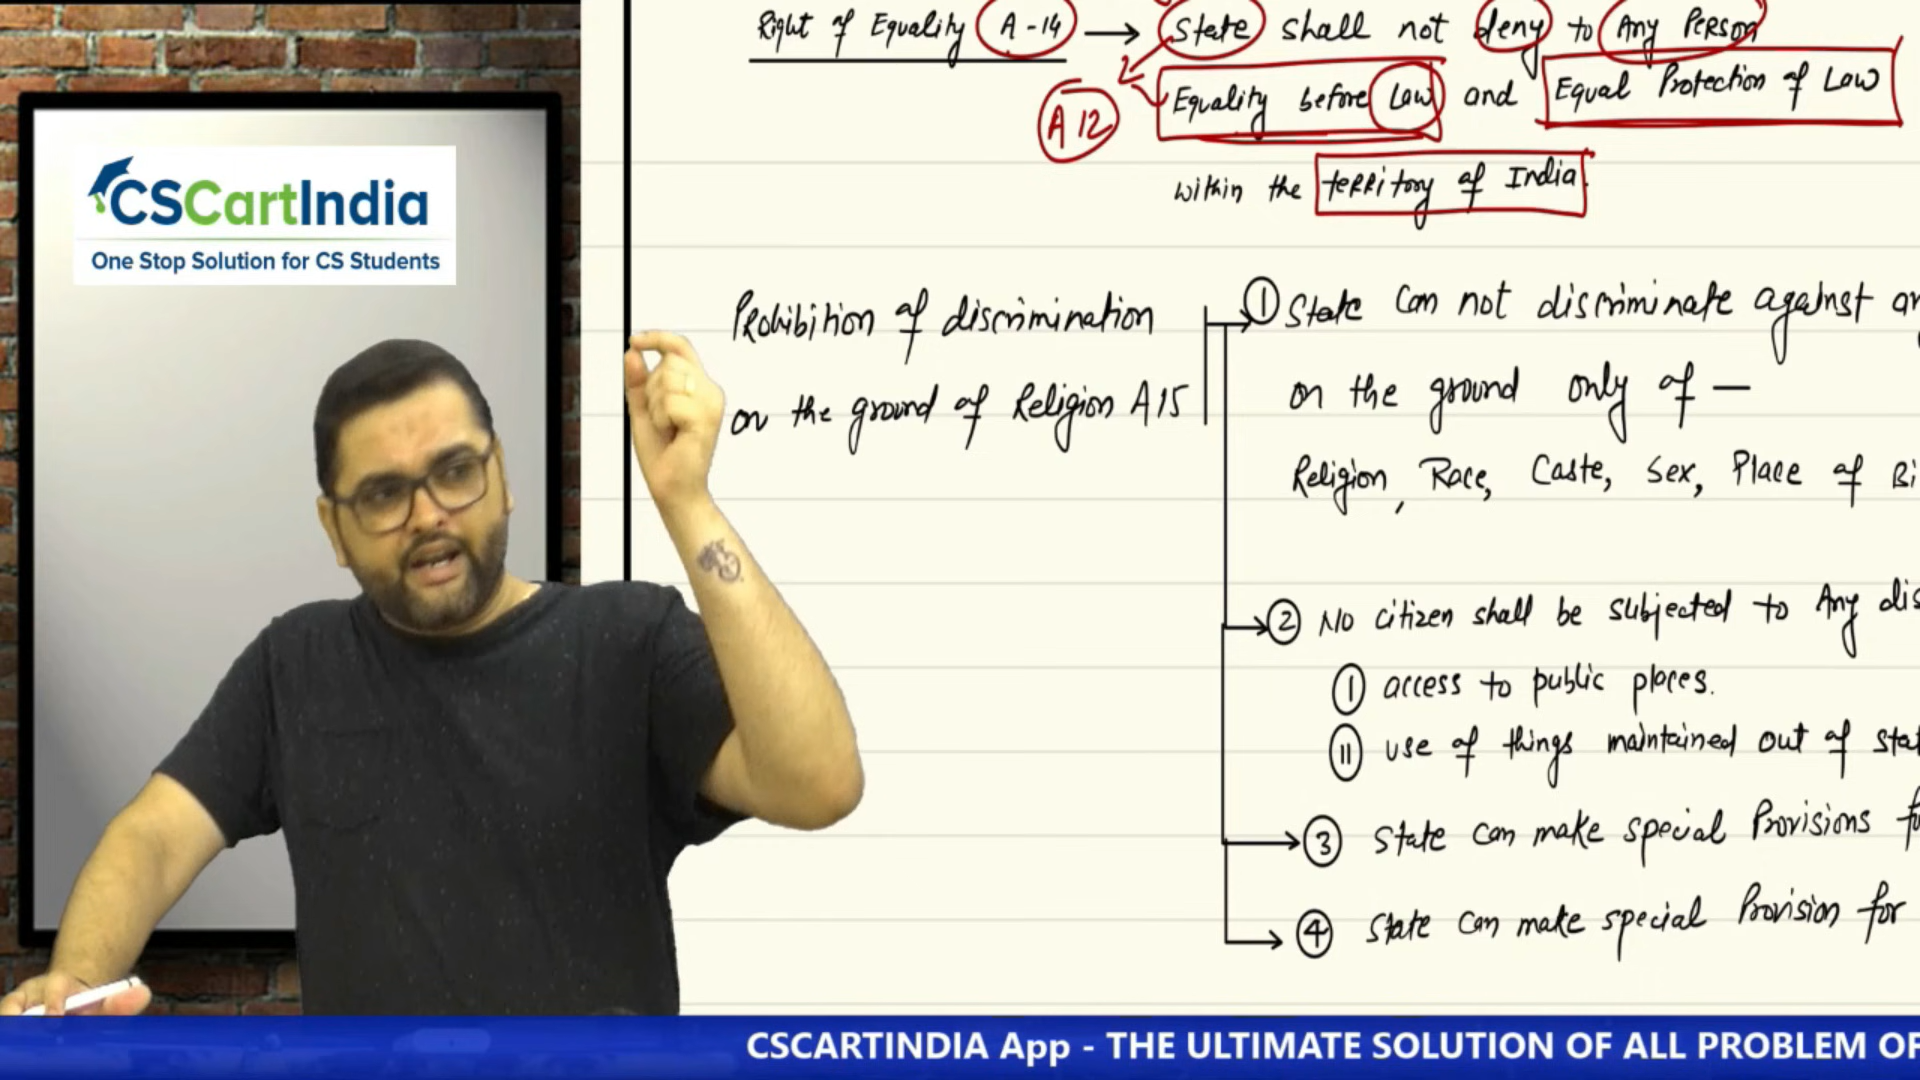 Right of Equality A-14 → State shall not deny to Any Person
A 12 Equality before Law and Equal Protection of Law
within the territory of India.
CSCartIndia
One Stop Solution for CS Students
Prohibition of discrimination
on the ground of Religion A15
① State Can not discriminate against an
on the ground only of —
Religion, Race, Caste, Sex, Place of Bi
② No citizen shall be subjected to Any dis
Ⓘ access to public places.
Ⓘ Ⓘ use of things maintained out of stat
③ State can make special Provisions f
④ State can make special Provision for
CSCARTINDIA App - THE ULTIMATE SOLUTION OF ALL PROBLEM OF